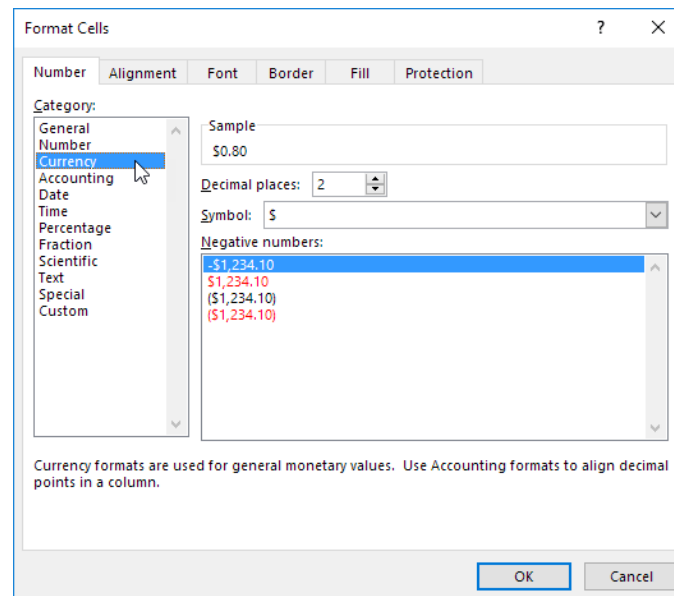 Format Cells ?
Number Alignment Font Border Fill Protection
Category:
General
Number
Currency
Accounting
Date
Time
Percentage
Fraction
Scientific
Text
Special
Custom
Sample
$0.80
Decimal places: 2
Symbol: $
Negative numbers:
-$1,234.10
$1,234.10
($1,234.10)
($1,234.10)
Currency formats are used for general monetary values.  Use Accounting formats to align decimal
points in a column.
OK Cancel